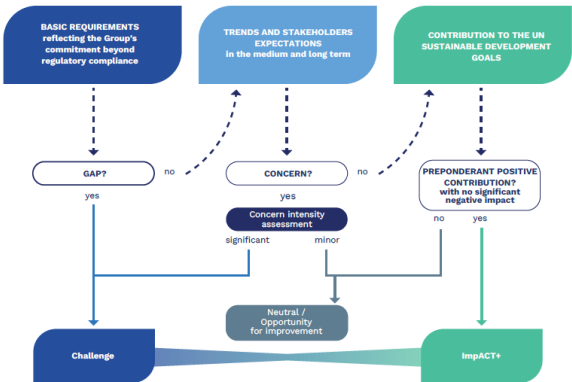 BASIC REQUIREMENTS
reflecting the Group's
commitment beyond
regulatory compliance
TRENDS AND STAKEHOLDERS
EXPECTATIONS
in the medium and long term
CONTRIBUTION TO THE UN
SUSTAINABLE DEVELOPMENT
GOALS
GAP?
no
CONCERN?
no
PREPONDERANT POSITIVE
CONTRIBUTION?
with no significant
negative impact
yes
yes
Concern intensity
assessment
significant
minor
no
yes
Neutral /
Opportunity
for improvement
Challenge
ImpACT+